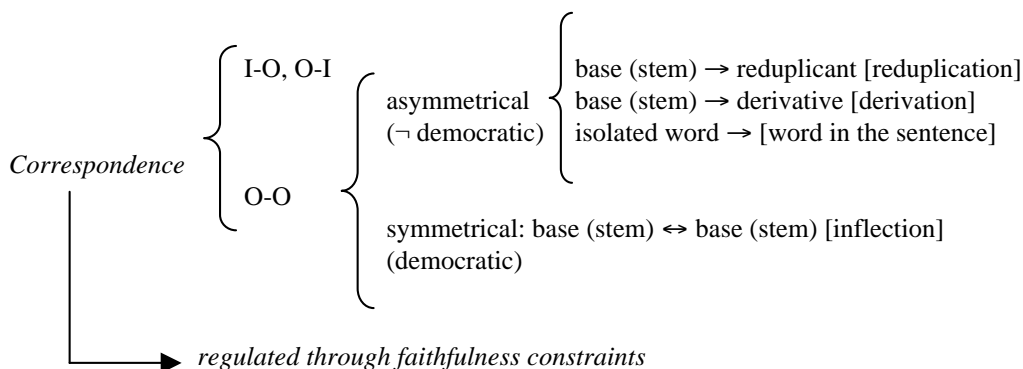 I-O, O-I
base (stem) → reduplicant [reduplication]
asymmetrical
base (stem) → derivative [derivation]
(¬ democratic)
isolated word → [word in the sentence]
Correspondence
O-O
symmetrical: base (stem) ↔ base (stem) [inflection]
(democratic)
regulated through faithfulness constraints